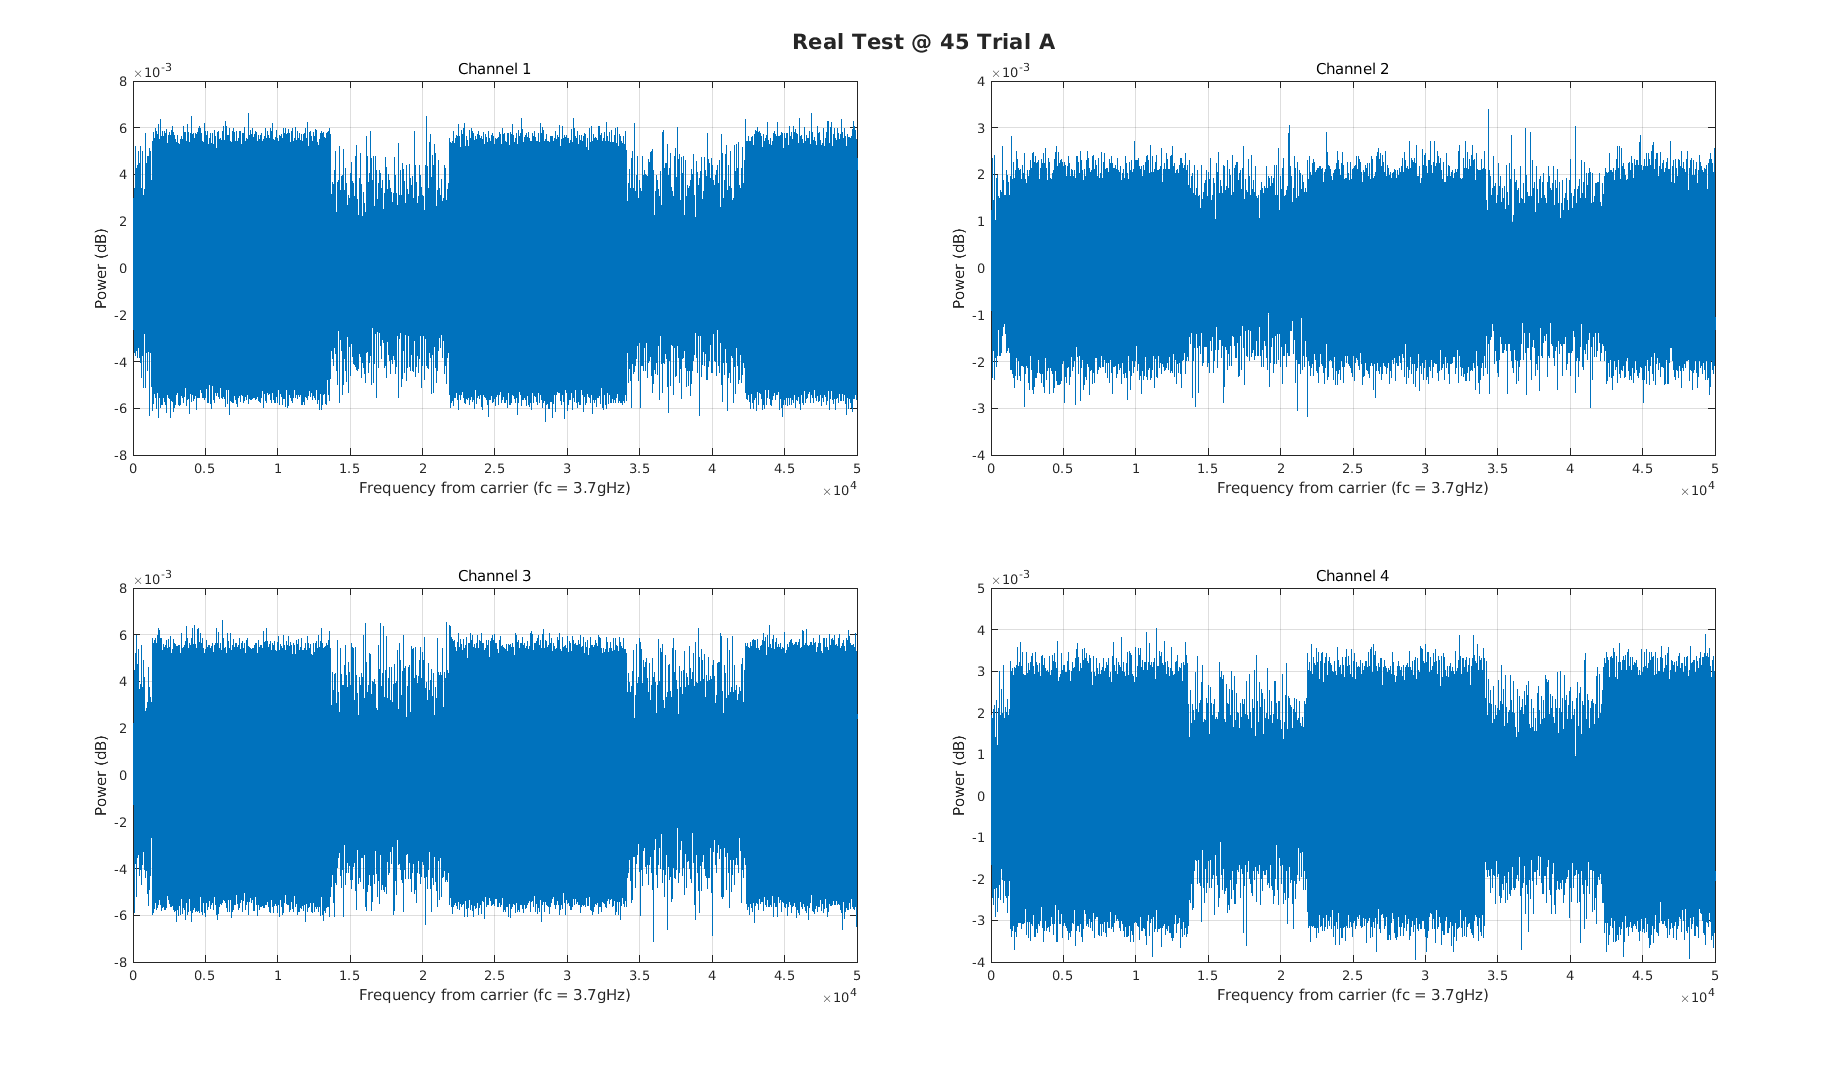 Real Test @ 45 Trial A
Channel 1
×10-3
8
6
4
2
0
-2
-4
-6
-8
Power (dB)
0 0.5 1 1.5 2 2.5 3 3.5 4 4.5 5
Frequency from carrier (fc = 3.7gHz)
×104
Channel 2
×10-3
4
3
2
1
0
-1
-2
-3
-4
Power (dB)
0 0.5 1 1.5 2 2.5 3 3.5 4 4.5 5
Frequency from carrier (fc = 3.7gHz)
×104
Channel 3
×10-3
8
6
4
2
0
-2
-4
-6
-8
Power (dB)
0 0.5 1 1.5 2 2.5 3 3.5 4 4.5 5
Frequency from carrier (fc = 3.7gHz)
×104
Channel 4
×10-3
5
4
3
2
1
0
-1
-2
-3
-4
Power (dB)
0 0.5 1 1.5 2 2.5 3 3.5 4 4.5 5
Frequency from carrier (fc = 3.7gHz)
×104